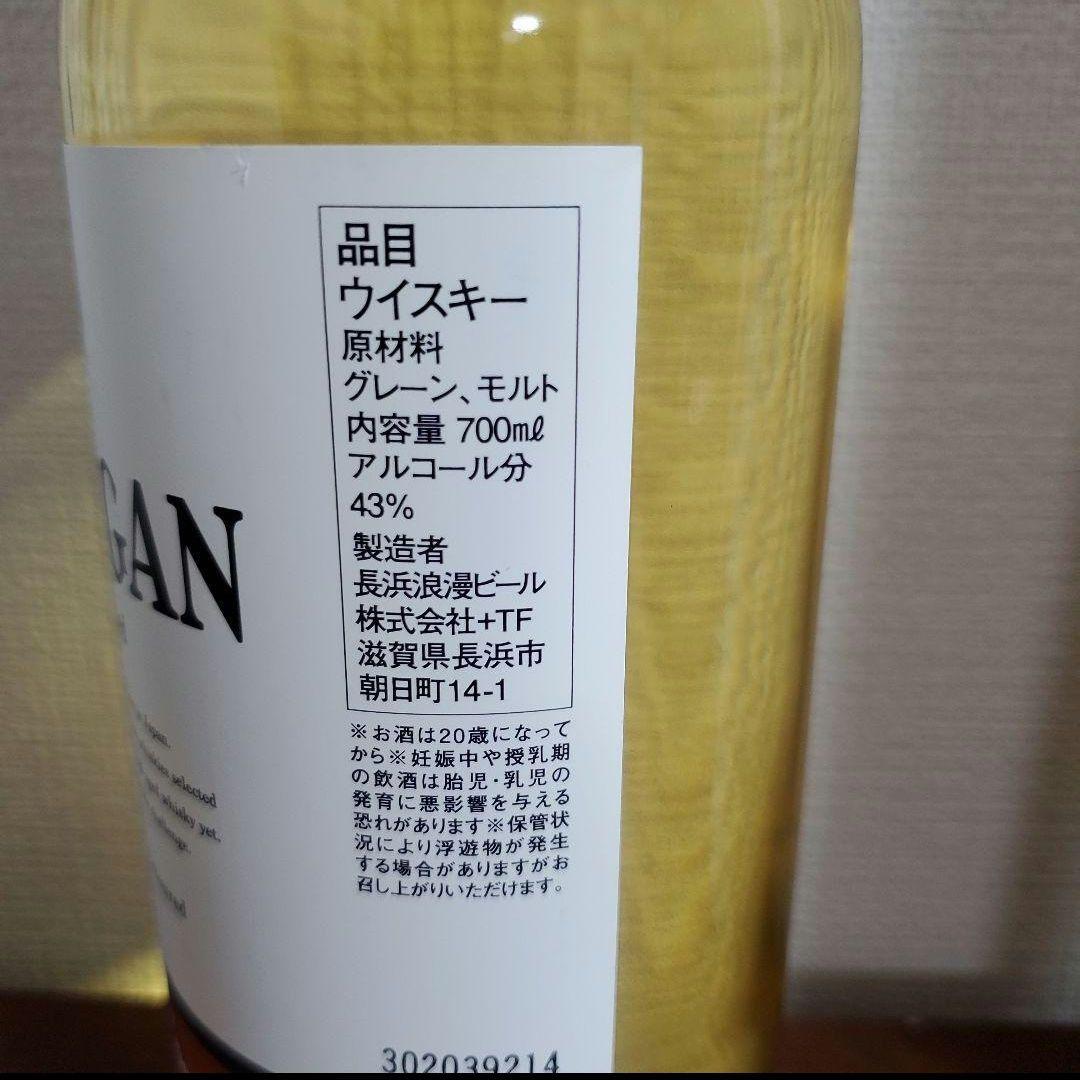 品目
ウイスキー
原材料
グレーン、モルト
内容量 700mℓ
アルコール分
43%
製造者
長浜浪漫ビール
株式会社+TF
滋賀県長浜市
朝日町14-1
※お酒は20歳になって
から※妊娠中や授乳期
の飲酒は胎児・乳児の
発育に悪影響を与える
恐れがあります※保管状
況により浮遊物が発生
する場合がありますがお
召し上がりいただけます。
GAN
Japan.
selected
whisky yet.
challenge.
302039214